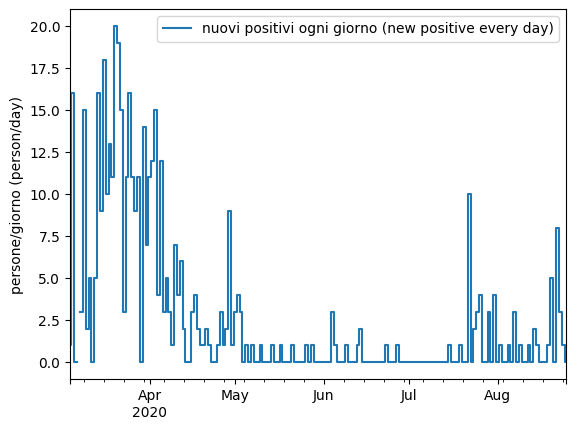 nuovi positivi ogni giorno (new positive every day)
persone/giorno (person/day)
20.0
17.5
15.0
12.5
10.0
7.5
5.0
2.5
0.0
Apr
2020
May
Jun
Jul
Aug